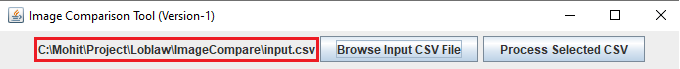 Image Comparison Tool (Version-1)
C:\Mohit\Project\Loblaw\ImageCompare\input.csv Browse Input CSV File Process Selected CSV